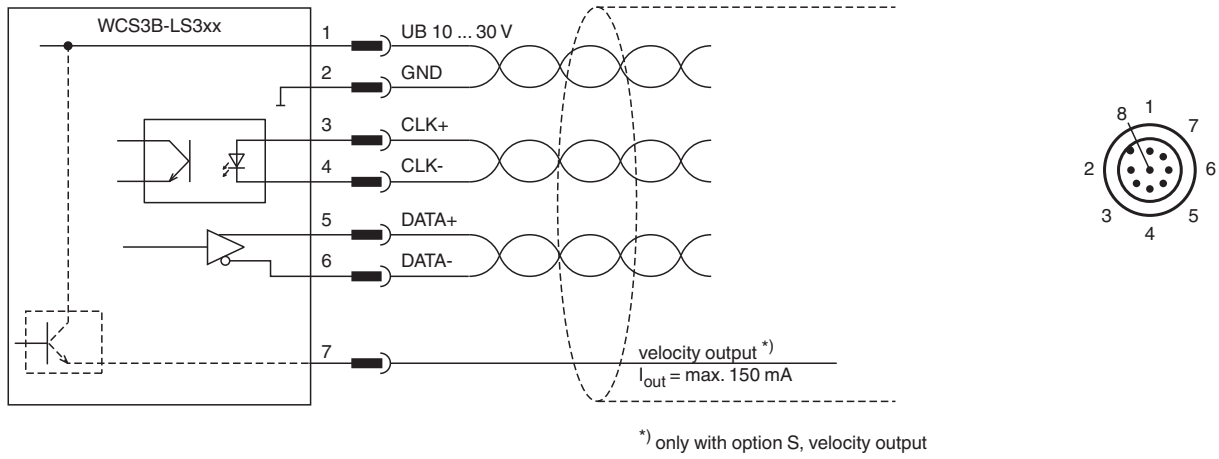 WCS3B-LS3xx
1 UB 10 ... 30 V
2 GND
3 CLK+
4 CLK-
5 DATA+
6 DATA-
7
velocity output *)
Iout = max. 150 mA
*) only with option S, velocity output
8 1 7
2 6
3 5
4